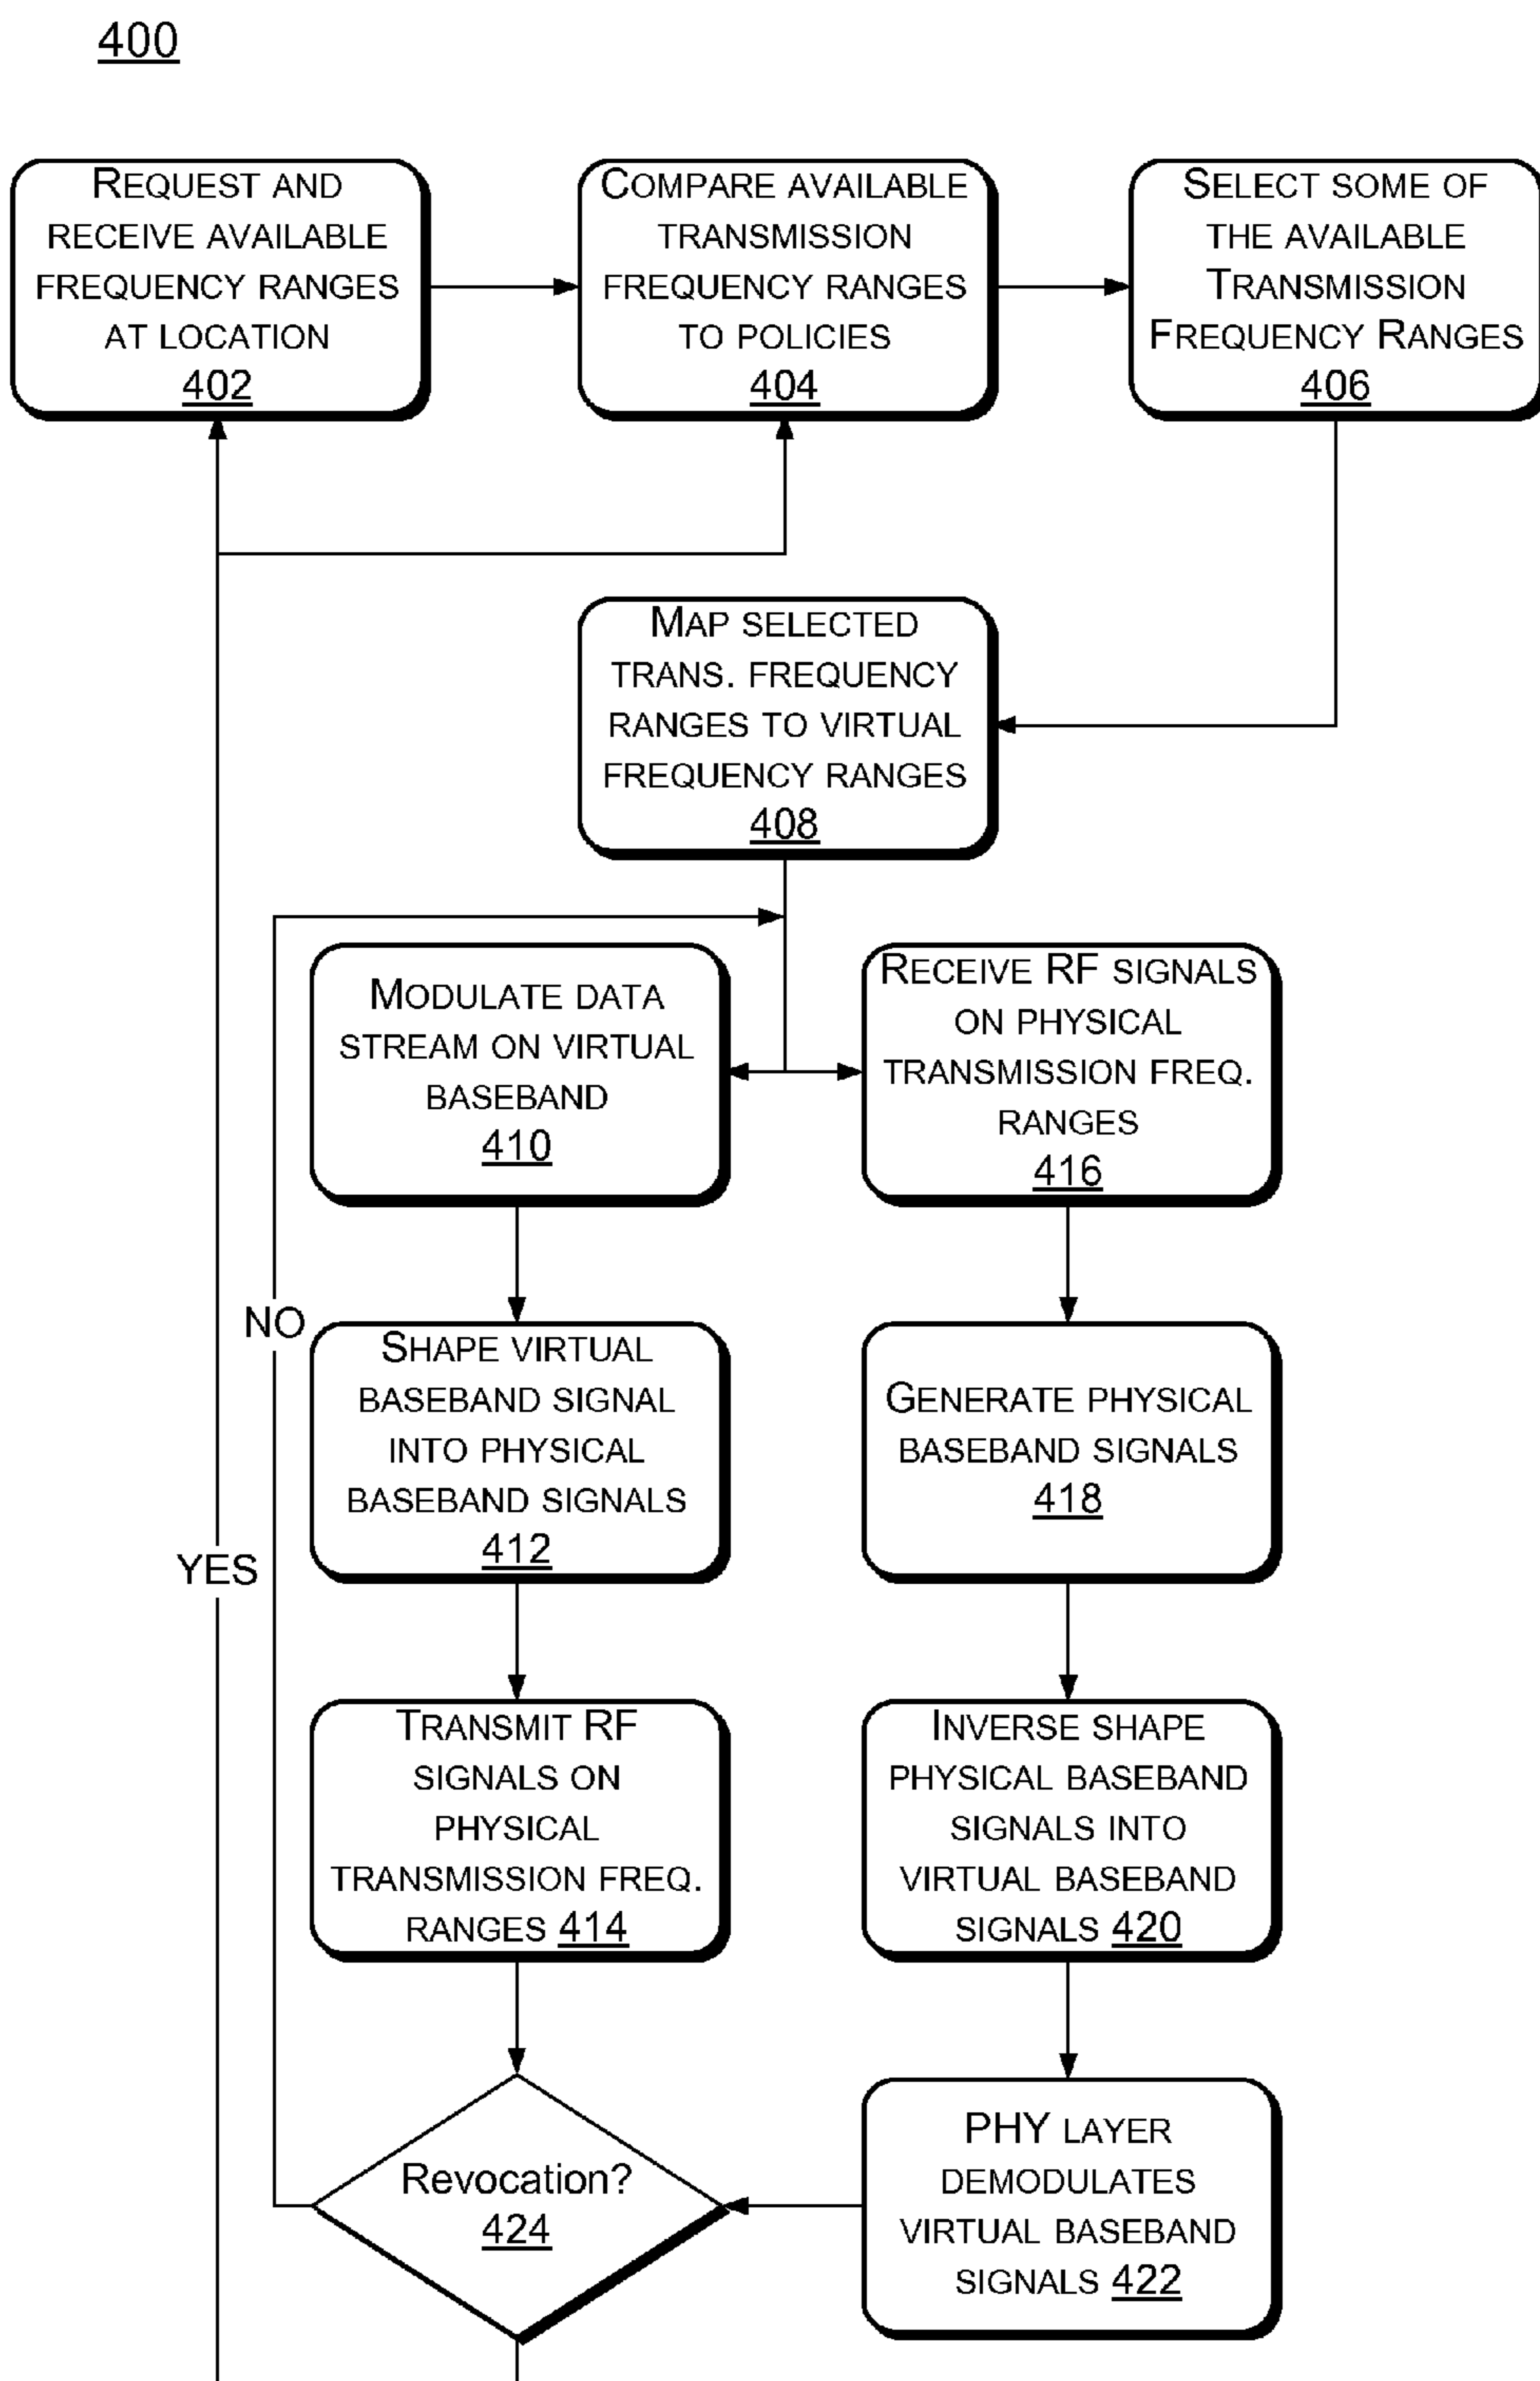 400
REQUEST AND
RECEIVE AVAILABLE
FREQUENCY RANGES
AT LOCATION
402
COMPARE AVAILABLE
TRANSMISSION
FREQUENCY RANGES
TO POLICIES
404
SELECT SOME OF
THE AVAILABLE
TRANSMISSION
FREQUENCY RANGES
406
MAP SELECTED
TRANS. FREQUENCY
RANGES TO VIRTUAL
FREQUENCY RANGES
408
MODULATE DATA
STREAM ON VIRTUAL
BASEBAND
410
RECEIVE RF SIGNALS
ON PHYSICAL
TRANSMISSION FREQ.
RANGES
416
NO
SHAPE VIRTUAL
BASEBAND SIGNAL
INTO PHYSICAL
BASEBAND SIGNALS
412
GENERATE PHYSICAL
BASEBAND SIGNALS
418
YES
TRANSMIT RF
SIGNALS ON
PHYSICAL
TRANSMISSION FREQ.
RANGES 414
INVERSE SHAPE
PHYSICAL BASEBAND
SIGNALS INTO
VIRTUAL BASEBAND
SIGNALS 420
Revocation?
424
PHY LAYER
DEMODULATES
VIRTUAL BASEBAND
SIGNALS 422